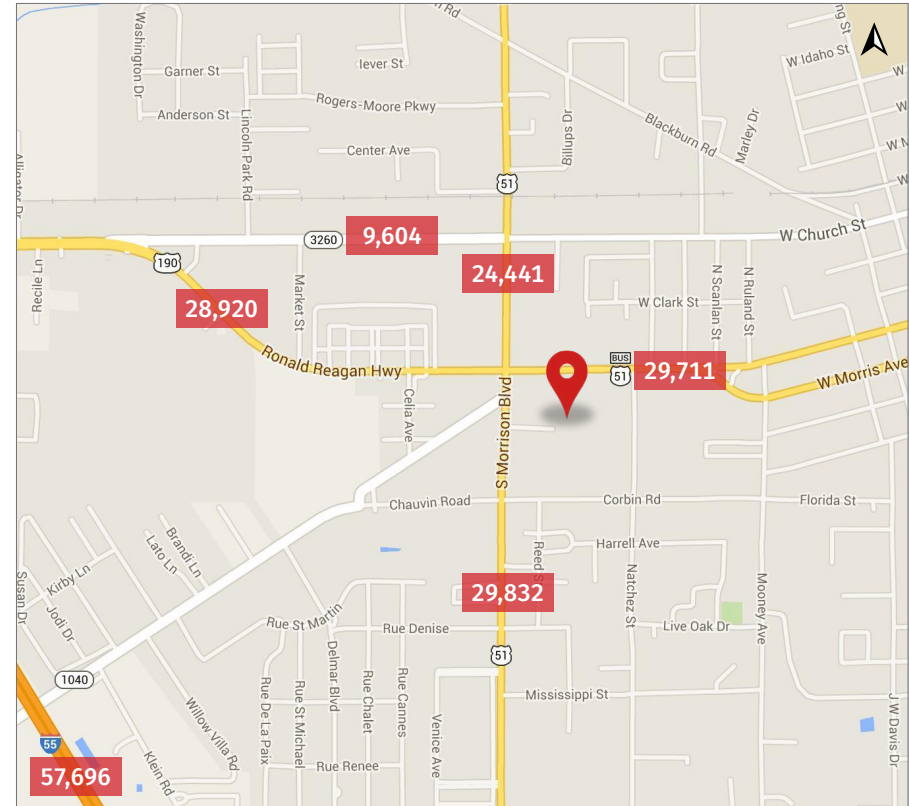 Rd
Rd
ng St
Washington Dr
W Idaho St
Garner St
lever St
W
Rogers-Moore Pkwy
Anderson St
Lincoln Park Rd
Billups Dr
Blackburn Rd
Marley Dr
Center Ave
Alligator Dr
51
W
W Church St
3260
9,604
190
24,441
Recile Ln
Market St
28,920
W Clark St
N Scanlan St
N Ruland St
Ronald Reagan Hwy
BUS
51
29,711
W Morris Ave
Celia Ave
S Morrison Blvd
Chauvin Road
Corbin Rd
Florida St
Brandi Ln
Lato Ln
Kirby Ln
Harrell Ave
Susan Dr
Jodi Dr
Reed S
29,832
Natchez St
Mooney Ave
Rue St Martin
Rue Denise
Live Oak Dr
51
1040
Delmar Blvd
Mississippi St
Willow Villa Rd
Rue De La Paix
Rue St Michael
Rue Chalet
Rue Cannes
Venice Ave
J W Davis Dr
55
Klein Rd
Rue Renee
57,696